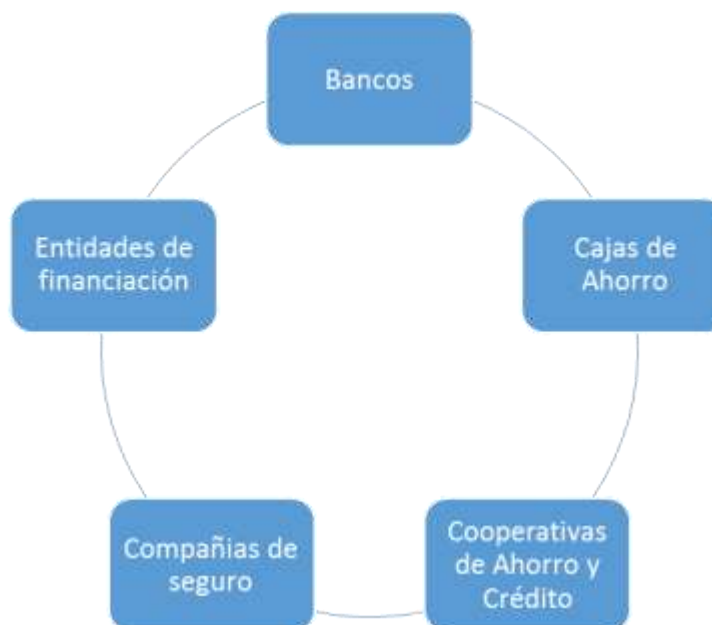 Bancos
Cajas de
Ahorro
Cooperativas
de Ahorro y
Crédito
Compañias de
seguro
Entidades de
financiación